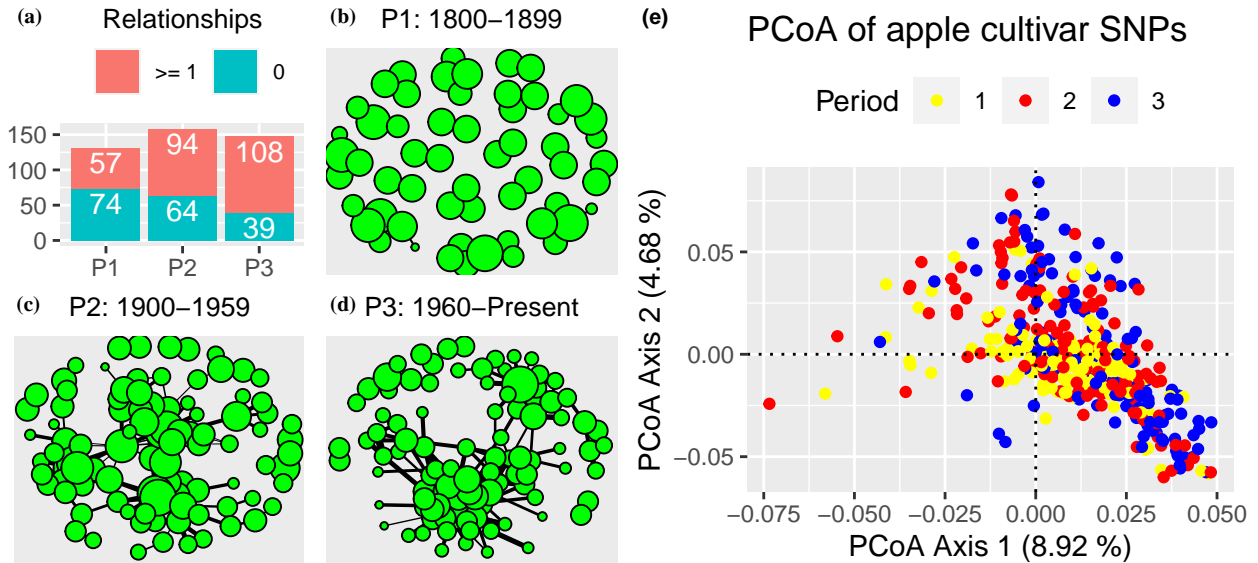 (a) Relationships
>= 1 0
150
100
50
0
57 94 108
74 64 39
P1 P2 P3
(b) P1: 1800−1899
(c) P2: 1900−1959
(d) P3: 1960−Present
(e) PCoA of apple cultivar SNPs
Period 1 2 3
PCoA Axis 2 (4.68 %)
0.05
0.00
−0.05
−0.075 −0.050 −0.025 0.000 0.025 0.050
PCoA Axis 1 (8.92 %)